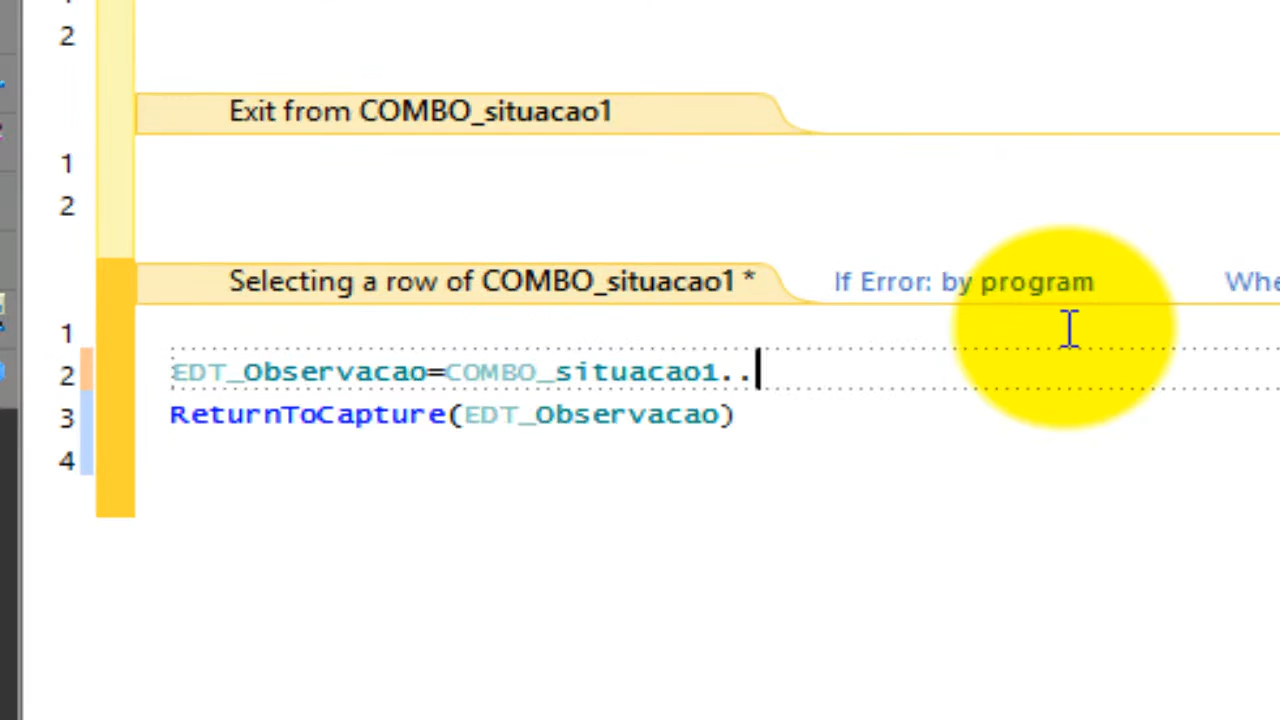 2
Exit from COMBO_situacao1
1
2
Selecting a row of COMBO_situacao1 * If Error: by program Whe
1
2 EDT_Observacao=COMBO_situacao1..
3 ReturnToCapture(EDT_Observacao)
4